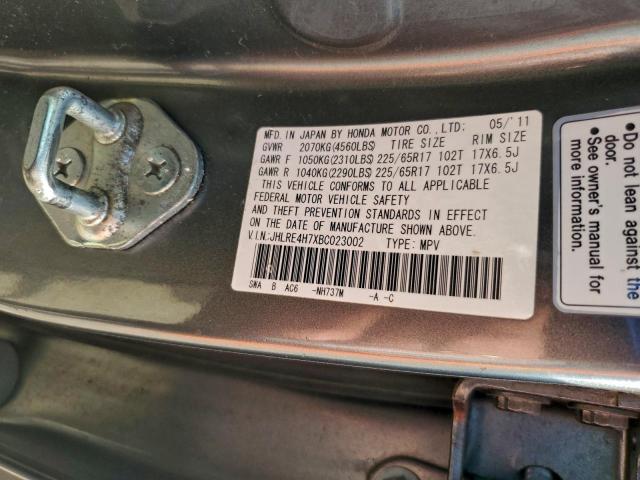 MFD. IN JAPAN BY HONDA MOTOR CO., LTD: 05/'11
GVWR 2070KG(4560LBS) TIRE SIZE RIM SIZE
GAWR F 1050KG(2310LBS) 225/65R17 102T 17X6.5J
GAWR R 1040KG(2290LBS) 225/65R17 102T 17X6.5J
THIS VEHICLE CONFORMS TO ALL APPLICABLE
FEDERAL MOTOR VEHICLE SAFETY
AND THEFT PREVENTION STANDARDS IN EFFECT
ON THE DATE OF MANUFACTURE SHOWN ABOVE.
V.I.N:JHLRE4H7XBC023002 TYPE: MPV
SWA B AC6 -NH737M -A -C
• Do not lean against the
door.
• See owner's manual for
more information.